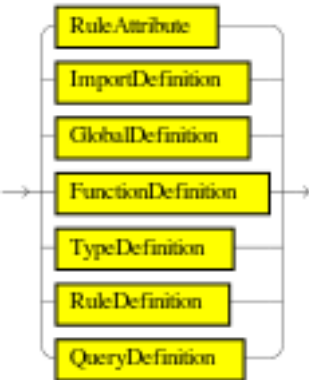 RuleAttribute
ImportDefinition
GlobalDefinition
FunctionDefinition
TypeDefinition
RuleDefinition
QueryDefinition